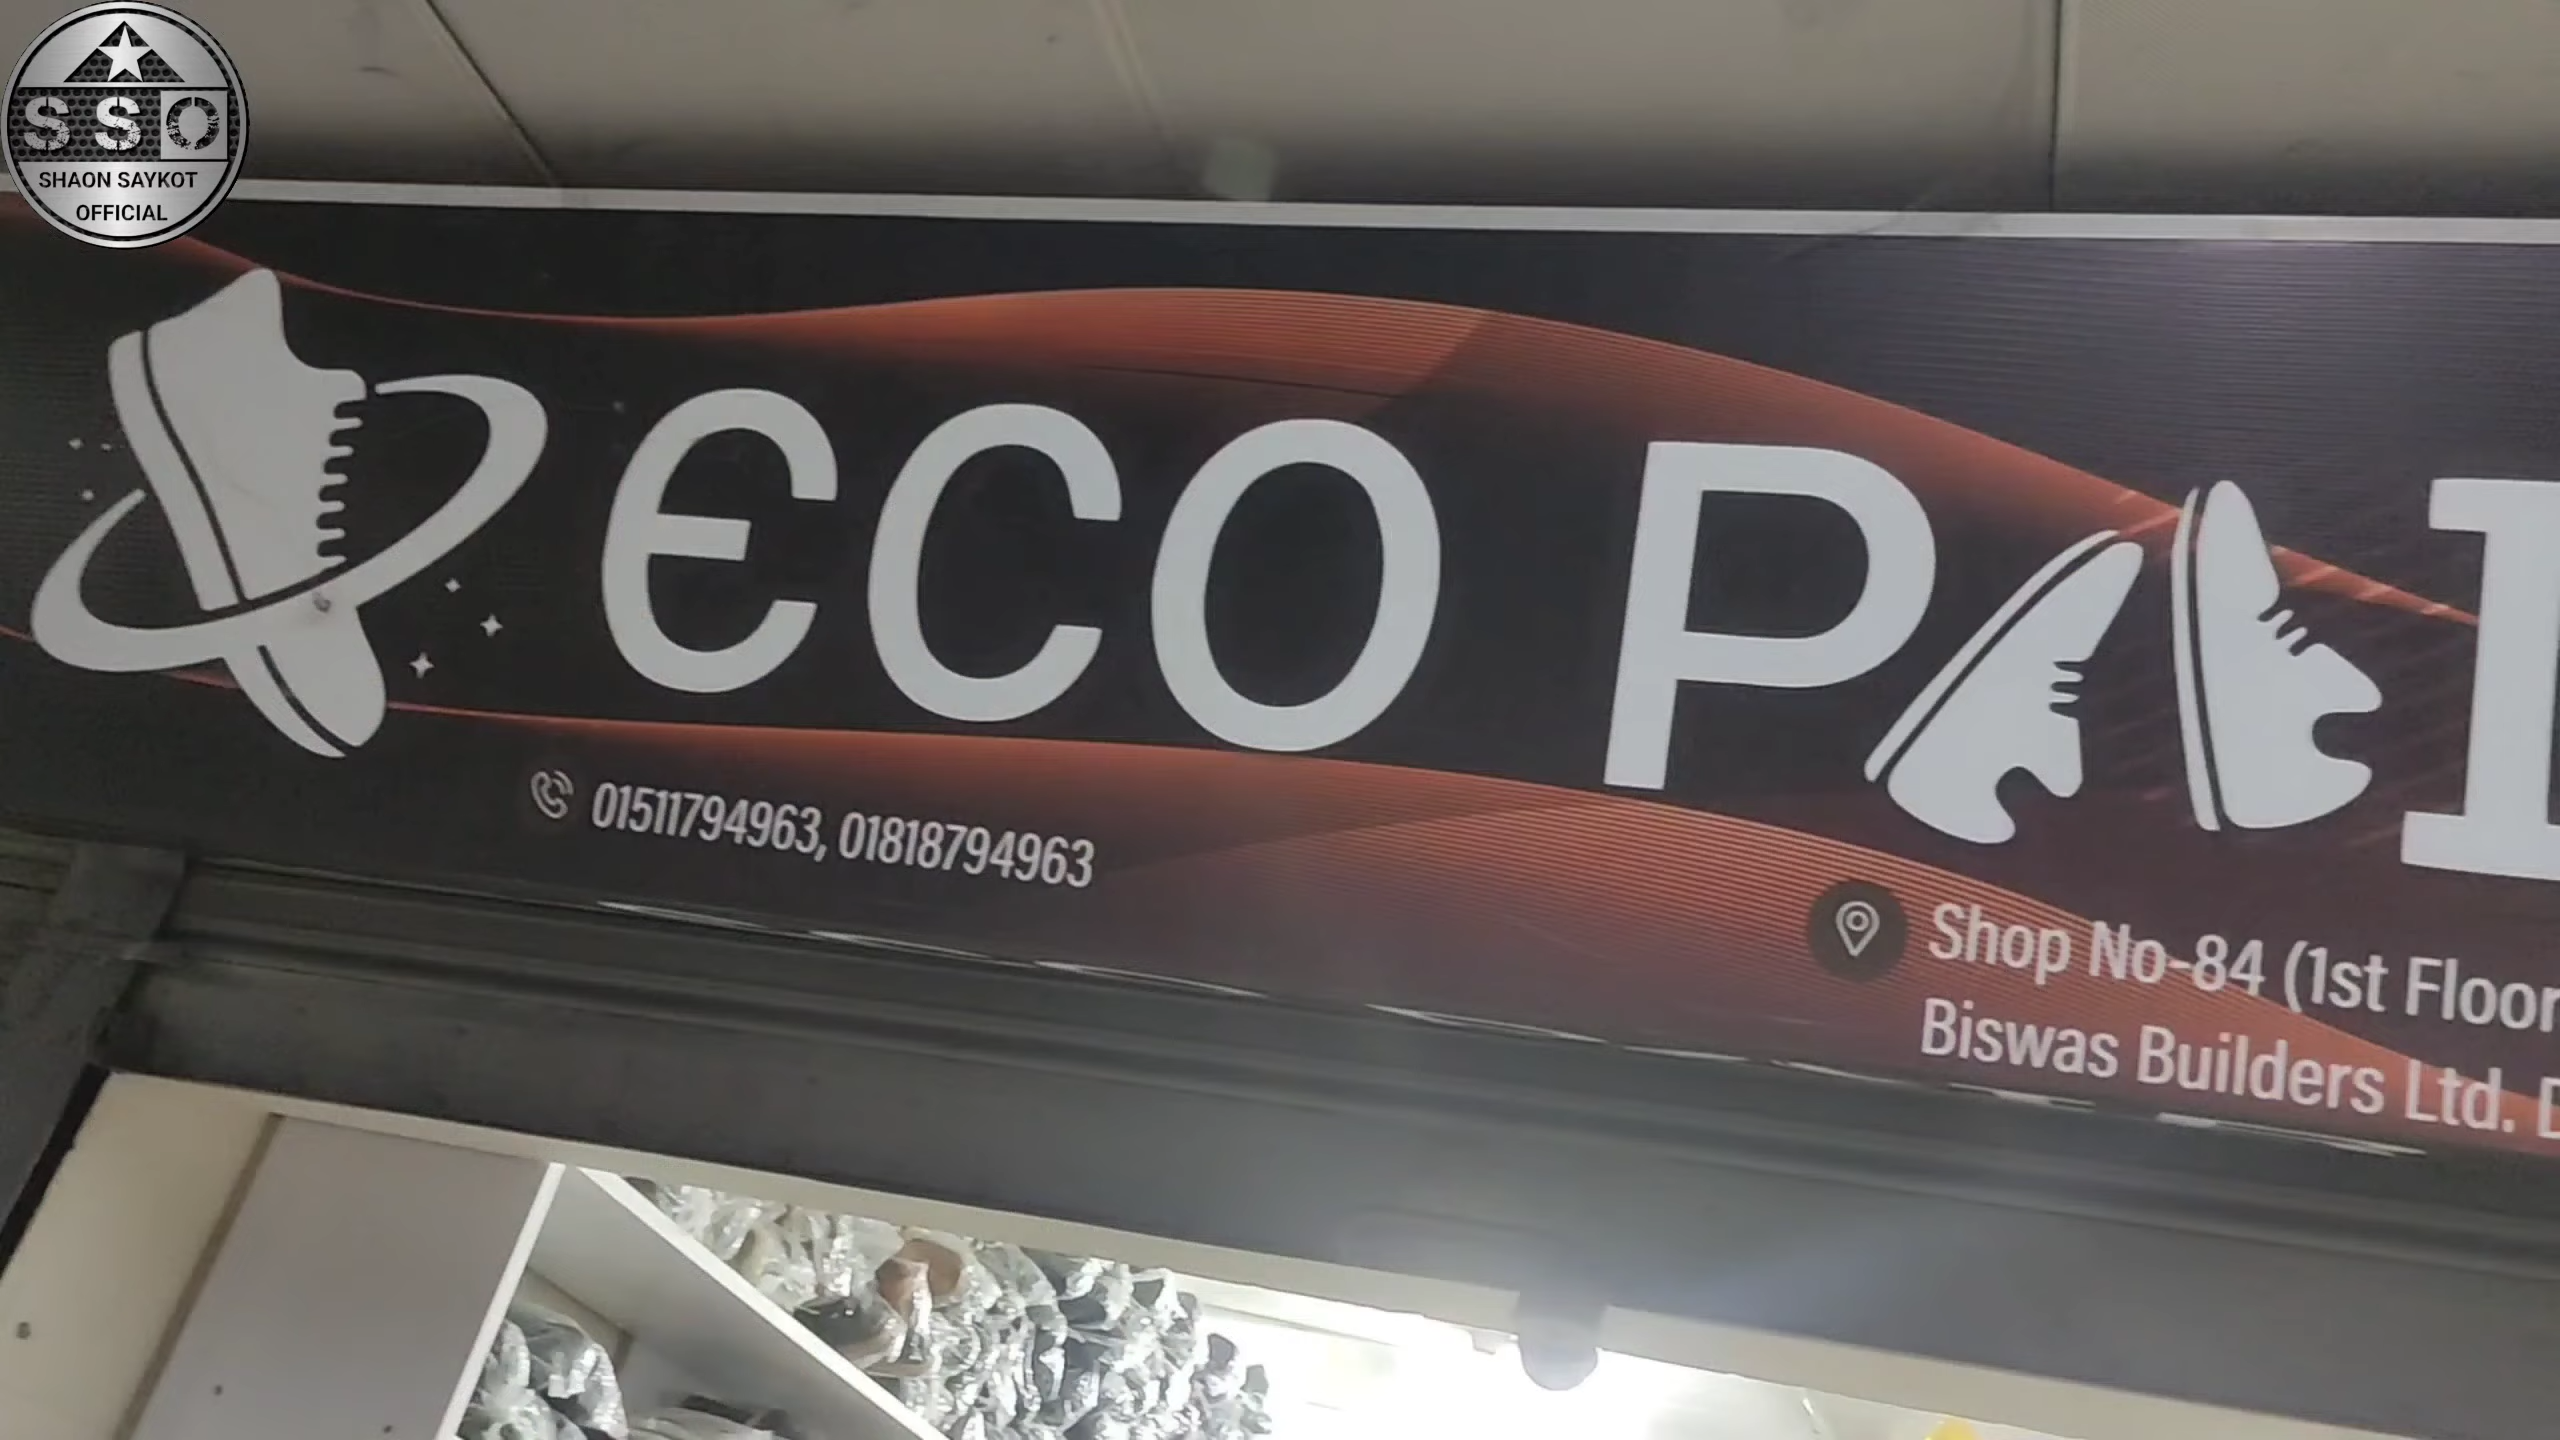 SSO
SHAON SAYKOT
OFFICIAL
eCO
01511794963, 01818794963
Shop No-84 (1st Floor
Biswas Builders Ltd.